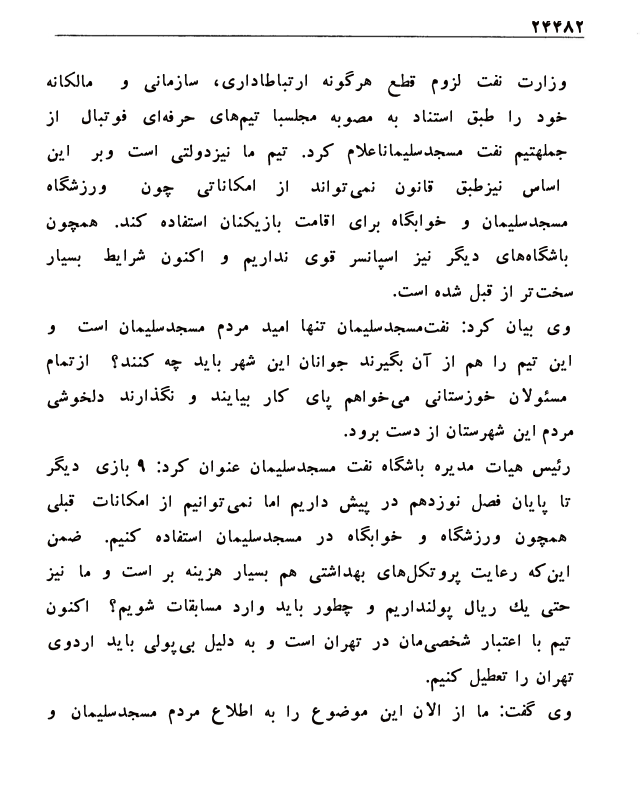 ۲۴۴۸۲
وزارت نفت لزوم قطع هرگونه ارتباطاداری، سازمانی و مالکانه
خود را طبق استناد به مصوبه مجلسبا تیم‌های حرفه‌ای فوتبال از
جملهتیم نفت مسجدسلیماناعلام کرد. تیم ما نیزدولتی است وبر این
اساس نیزطبق قانون نمی‌تواند از امکاناتی چون ورزشگاه
مسجدسلیمان و خوابگاه برای اقامت بازیکنان استفاده کند. همچون
باشگاه‌های دیگر نیز اسپانسر قوی نداریم و اکنون شرایط بسیار
سخت‌تر از قبل شده است.
وی بیان کرد: نفت‌مسجدسلیمان تنها امید مردم مسجدسلیمان است و
این تیم را هم از آن بگیرند جوانان این شهر باید چه کنند؟ ازتمام
مسئولان خوزستانی می‌خواهم پای کار بیایند و نگذارند دلخوشی
مردم این شهرستان از دست برود.
رئیس هیات مدیره باشگاه نفت مسجدسلیمان عنوان کرد: ۹ بازی دیگر
تا پایان فصل نوزدهم در پیش داریم اما نمی‌توانیم از امکانات قبلی
همچون ورزشگاه و خوابگاه در مسجدسلیمان استفاده کنیم. ضمن
این‌که رعایت پروتکل‌های بهداشتی هم بسیار هزینه بر است و ما نیز
حتی یك ریال پولنداریم و چطور باید وارد مسابقات شویم؟ اکنون
تیم با اعتبار شخصی‌مان در تهران است و به دلیل بی‌پولی باید اردوی
تهران را تعطیل کنیم.
وی گفت: ما از الان این موضوع را به اطلاع مردم مسجدسلیمان و